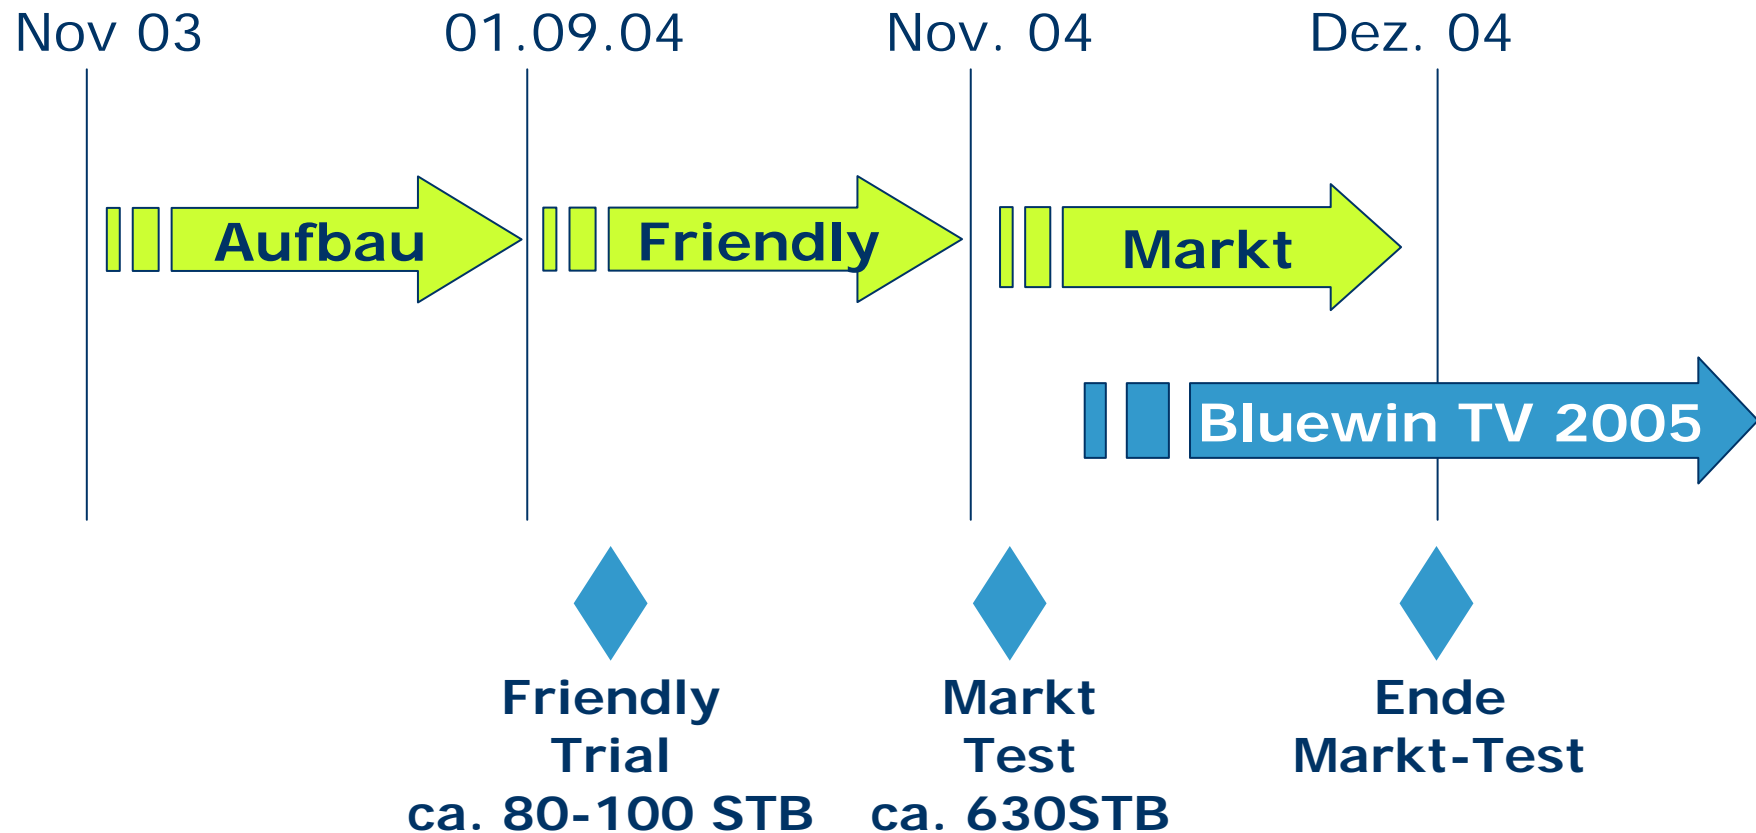 Nov 03
01.09.04
Nov. 04
Dez. 04
Aufbau
Friendly
Markt
Bluewin TV 2005
Friendly
Trial
ca. 80-100 STB
Markt
Test
ca. 630STB
Ende
Markt-Test